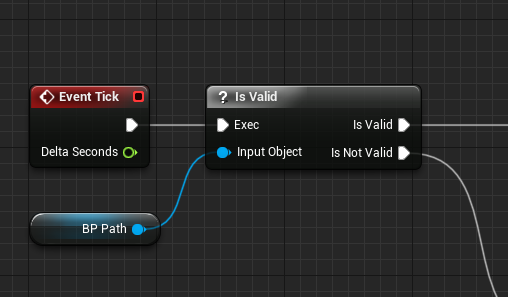 Event Tick
Delta Seconds
? Is Valid
Exec
Is Valid
Input Object
Is Not Valid
BP Path